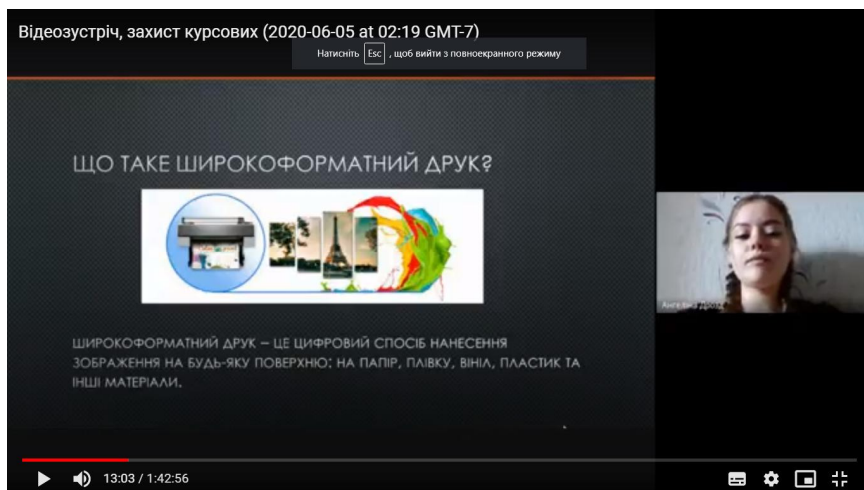 Відеозустріч, захист курсових (2020-06-05 at 02:19 GMT-7)
Натисніть Esc , щоб вийти з повноекранного режиму
ЩО ТАКЕ ШИРОКОФОРМАТНИЙ ДРУК?
ШИРОКОФОРМАТНИЙ ДРУК – ЦЕ ЦИФРОВИЙ СПОСІБ НАНЕСЕННЯ
ЗОБРАЖЕННЯ НА БУДЬ-ЯКУ ПОВЕРХНЮ: НА ПАПІР, ПЛІВКУ, ВІНІЛ, ПЛАСТИК ТА
ІНШІ МАТЕРІАЛИ.
Ангеліна Дрозд
13:03 / 1:42:56